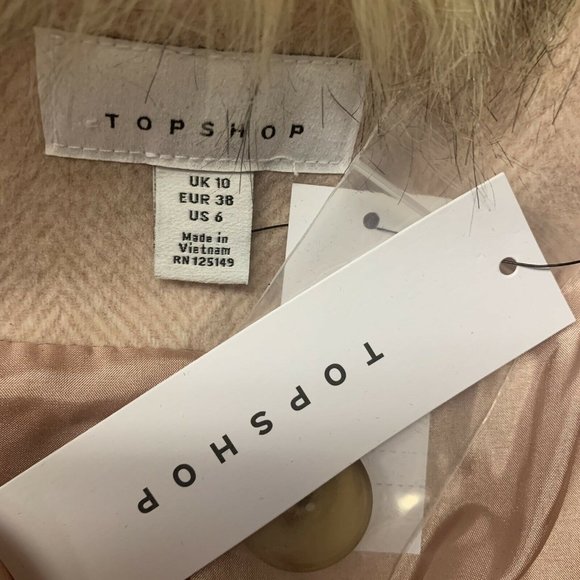 TOPSHOP
UK 10
EUR 38
US 6
Made in
Vietnam
RN 125149
TOPSHOP